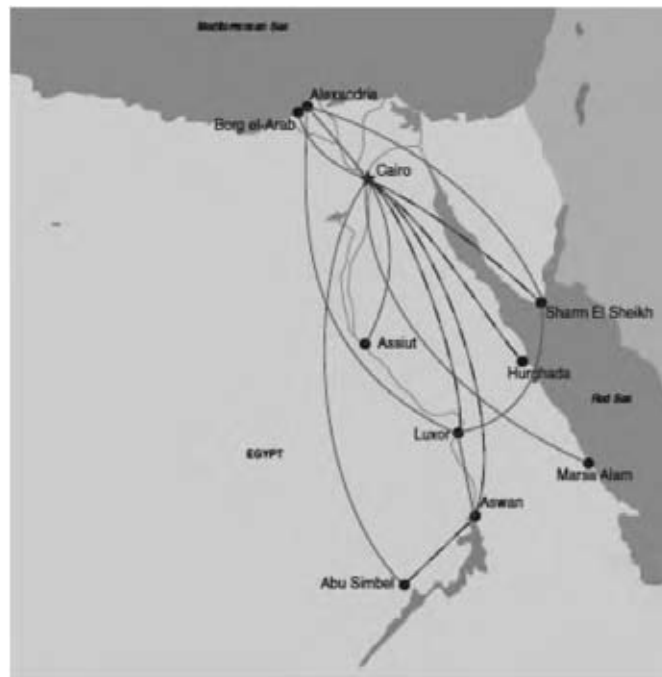 Mediterranean Sea
Alexandria
Borg el-Arab
Cairo
Sharm El Sheikh
Assiut
Hurghada
Red Sea
Luxor
EGYPT
Marsa Alam
Aswan
Abu Simbel